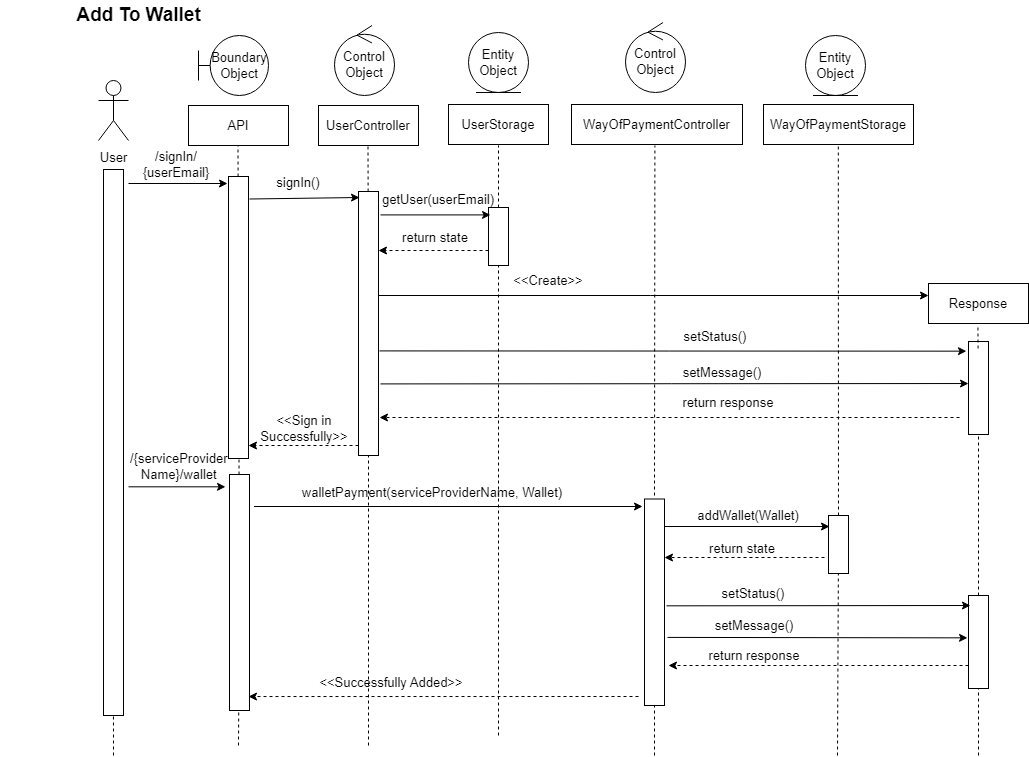 Add To Wallet
Boundary
Object
Control
Object
Entity
Object
Control
Object
Entity
Object
API
UserController
UserStorage
WayOfPaymentController
WayOfPaymentStorage
User
/signIn/
{userEmail}
signIn()
getUser(userEmail)
return state
<<Create>>
Response
setStatus()
setMessage()
return response
<<Sign in
Successfully>>
/{serviceProvider
Name}/wallet
walletPayment(serviceProviderName, Wallet)
addWallet(Wallet)
return state
setStatus()
setMessage()
return response
<<Successfully Added>>